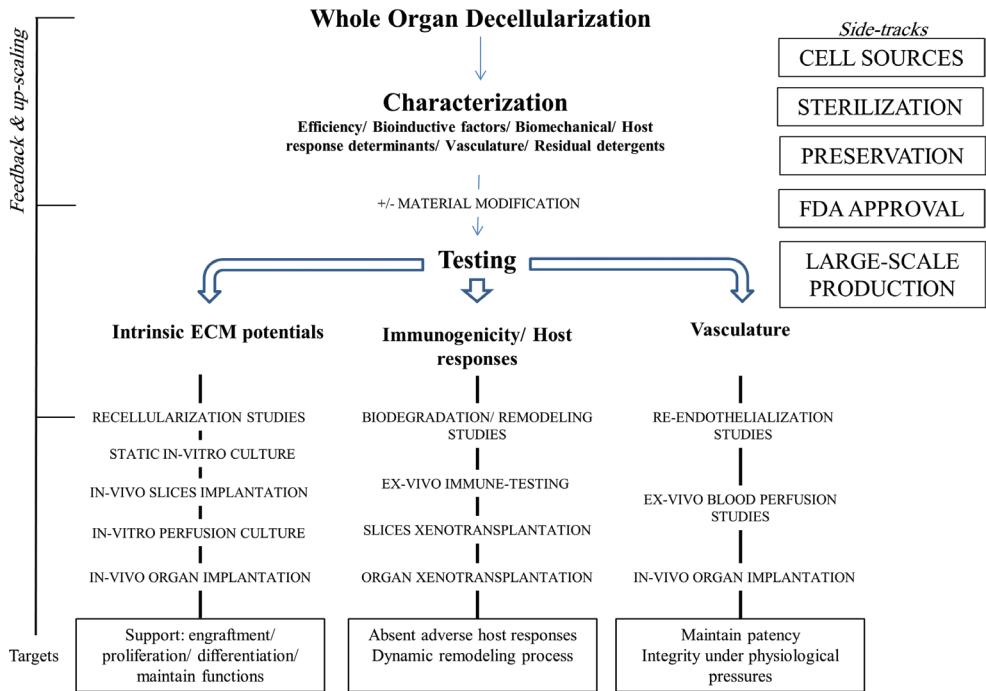 Whole Organ Decellularization
Characterization
Efficiency/ Bioinductive factors/ Biomechanical/ Host
response determinants/ Vasculature/ Residual detergents
+/- MATERIAL MODIFICATION
Testing
Feedback & up-scaling
Side-tracks
CELL SOURCES
STERILIZATION
PRESERVATION
FDA APPROVAL
LARGE-SCALE
PRODUCTION
Intrinsic ECM potentials
RECELLULARIZATION STUDIES
STATIC IN-VITRO CULTURE
IN-VIVO SLICES IMPLANTATION
IN-VITRO PERFUSION CULTURE
IN-VIVO ORGAN IMPLANTATION
Immunogenicity/ Host
responses
BIODEGRADATION/ REMODELING
STUDIES
EX-VIVO IMMUNE-TESTING
SLICES XENOTRANSPLANTATION
ORGAN XENOTRANSPLANTATION
Vasculature
RE-ENDOTHELIALIZATION
STUDIES
EX-VIVO BLOOD PERFUSION
STUDIES
IN-VIVO ORGAN IMPLANTATION
Targets
Support: engraftment/
proliferation/ differentiation/
maintain functions
Absent adverse host responses
Dynamic remodeling process
Maintain patency
Integrity under physiological
pressures